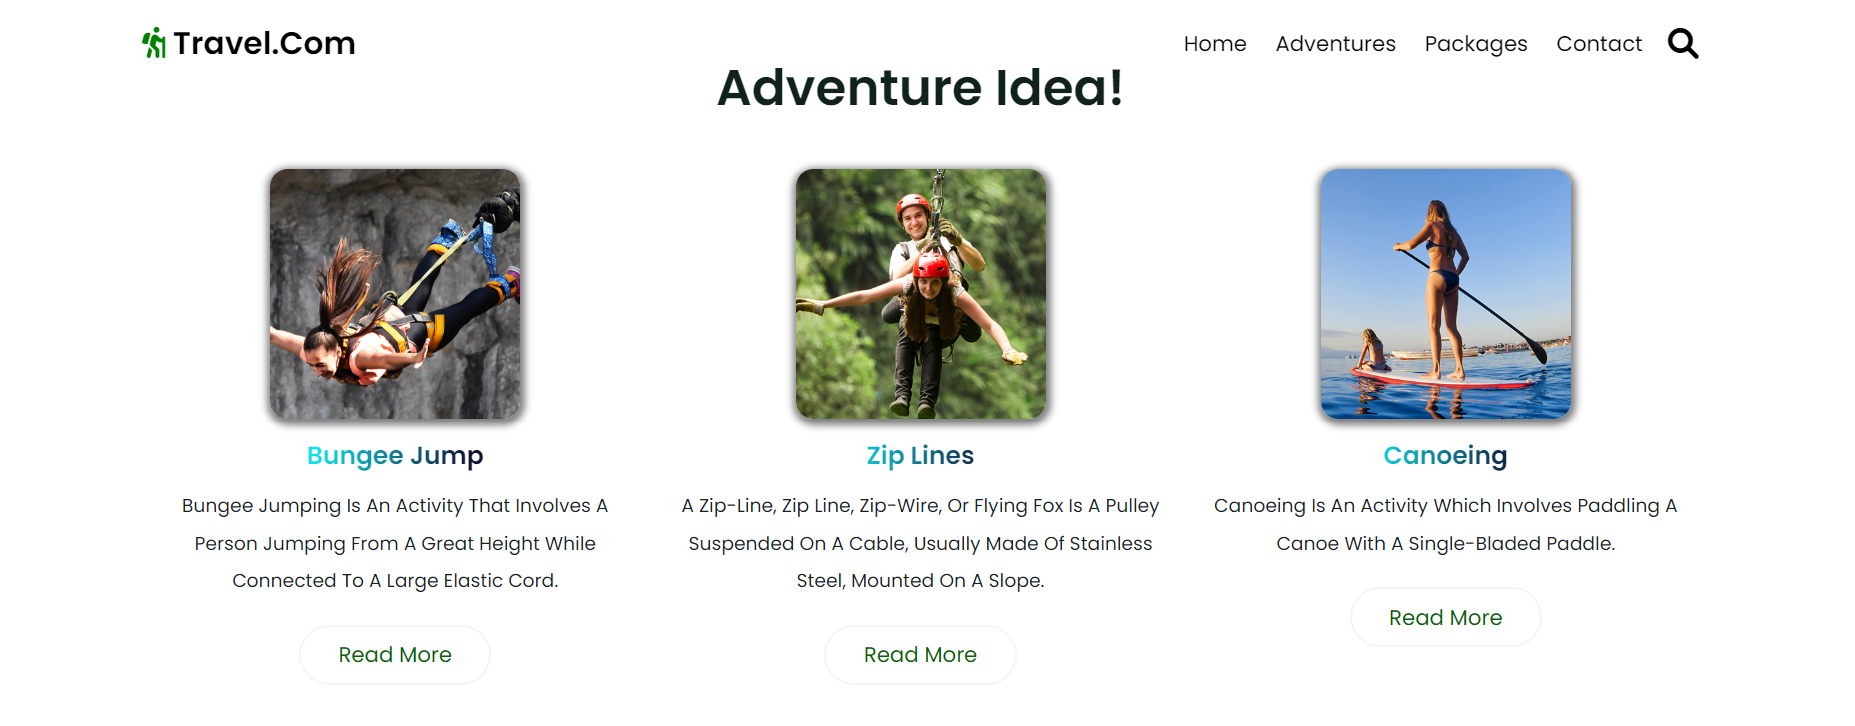 Travel.Com
Home Adventures Packages Contact
Adventure Idea!
Bungee Jump
Bungee Jumping Is An Activity That Involves A
Person Jumping From A Great Height While
Connected To A Large Elastic Cord.
Read More
Zip Lines
A Zip-Line, Zip Line, Zip-Wire, Or Flying Fox Is A Pulley
Suspended On A Cable, Usually Made Of Stainless
Steel, Mounted On A Slope.
Read More
Canoeing
Canoeing Is An Activity Which Involves Paddling A
Canoe With A Single-Bladed Paddle.
Read More